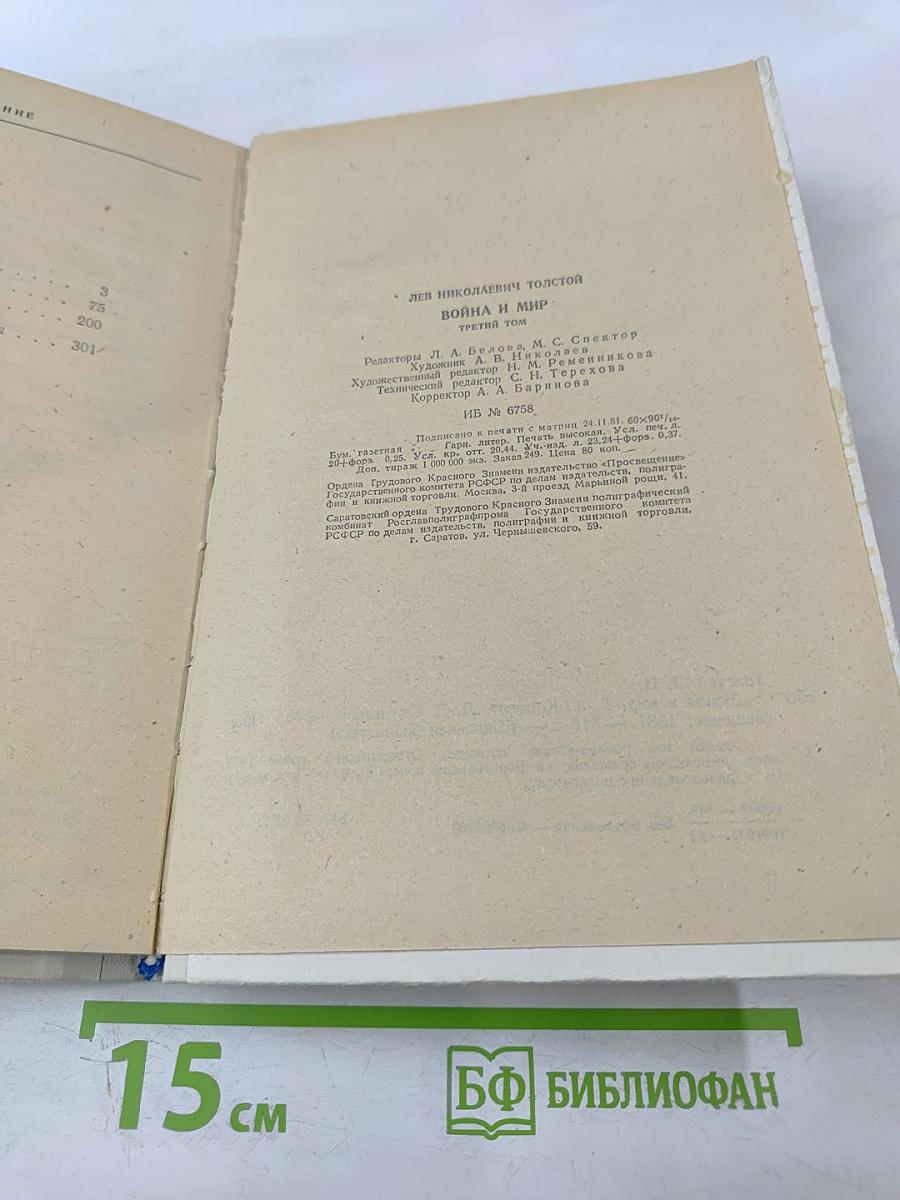 НИЕ
3
75
200
301
ЛЕВ НИКОЛАЕВИЧ ТОЛСТОЙ
ВОЙНА И МИР
ТРЕТИЙ ТОМ
Редакторы Л. А. Белова, М. С. Спектор
Художник А. В. Николаев
Художественный редактор Н. М. Ременникова
Технический редактор С. Н. Терехова
Корректор А. А. Баринова
ИБ № 6758
Подписано к печати с матриц 24.11.81. 60×90¹/₁₆.
Бум. газетная Гарн. литер. Печать высокая. Усл. печ. л.
20+форз. 0,25. Усл. кр. отт. 20,44. Уч.-изд. л. 23,24+форз. 0,37.
Доп. тираж 1 000 000 экз. Заказ 249. Цена 80 коп.
Ордена Трудового Красного Знамени издательство «Просвещение»
Государственного комитета РСФСР по делам издательств, полигра-
фии и книжной торговли. Москва, 3-й проезд Марьиной рощи, 41.
Саратовский ордена Трудового Красного Знамени полиграфический
комбинат Росглавполиграфпрома Государственного комитета
РСФСР по делам издательств, полиграфии и книжной торговли,
г. Саратов, ул. Чернышевского, 59.
15 см
БФ БИБЛИОФАН